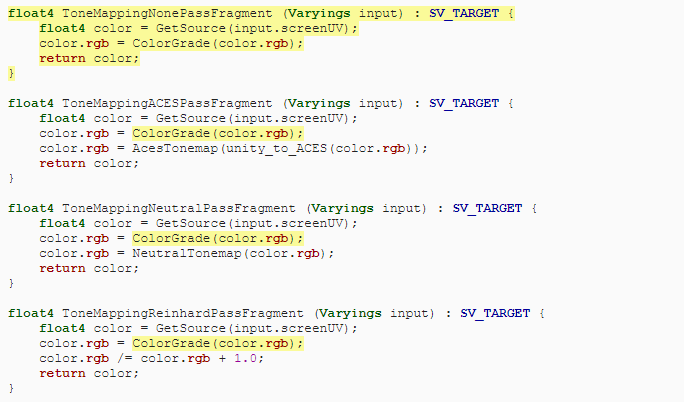 float4 ToneMappingNonePassFragment (Varyings input) : SV_TARGET {
    float4 color = GetSource(input.screenUV);
    color.rgb = ColorGrade(color.rgb);
    return color;
}

float4 ToneMappingACESPassFragment (Varyings input) : SV_TARGET {
    float4 color = GetSource(input.screenUV);
    color.rgb = ColorGrade(color.rgb);
    color.rgb = AcesTonemap(unity_to_ACES(color.rgb));
    return color;
}

float4 ToneMappingNeutralPassFragment (Varyings input) : SV_TARGET {
    float4 color = GetSource(input.screenUV);
    color.rgb = ColorGrade(color.rgb);
    color.rgb = NeutralTonemap(color.rgb);
    return color;
}

float4 ToneMappingReinhardPassFragment (Varyings input) : SV_TARGET {
    float4 color = GetSource(input.screenUV);
    color.rgb = ColorGrade(color.rgb);
    color.rgb /= color.rgb + 1.0;
    return color;
}